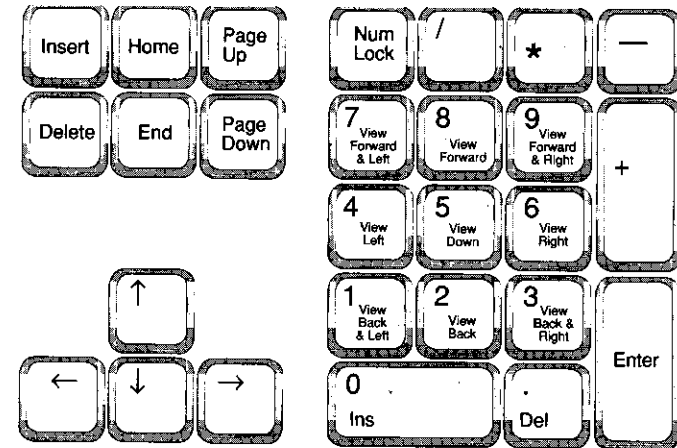 Insert
Home
Page
Up
Delete
End
Page
Down
↑
←
↓
→
Num
Lock
/
*
—
7
View
Forward
& Left
8
View
Forward
9
View
Forward
& Right
+
4
View
Left
5
View
Down
6
View
Right
1
View
Back
& Left
2
View
Back
3
View
Back &
Right
Enter
0
Ins
.
Del